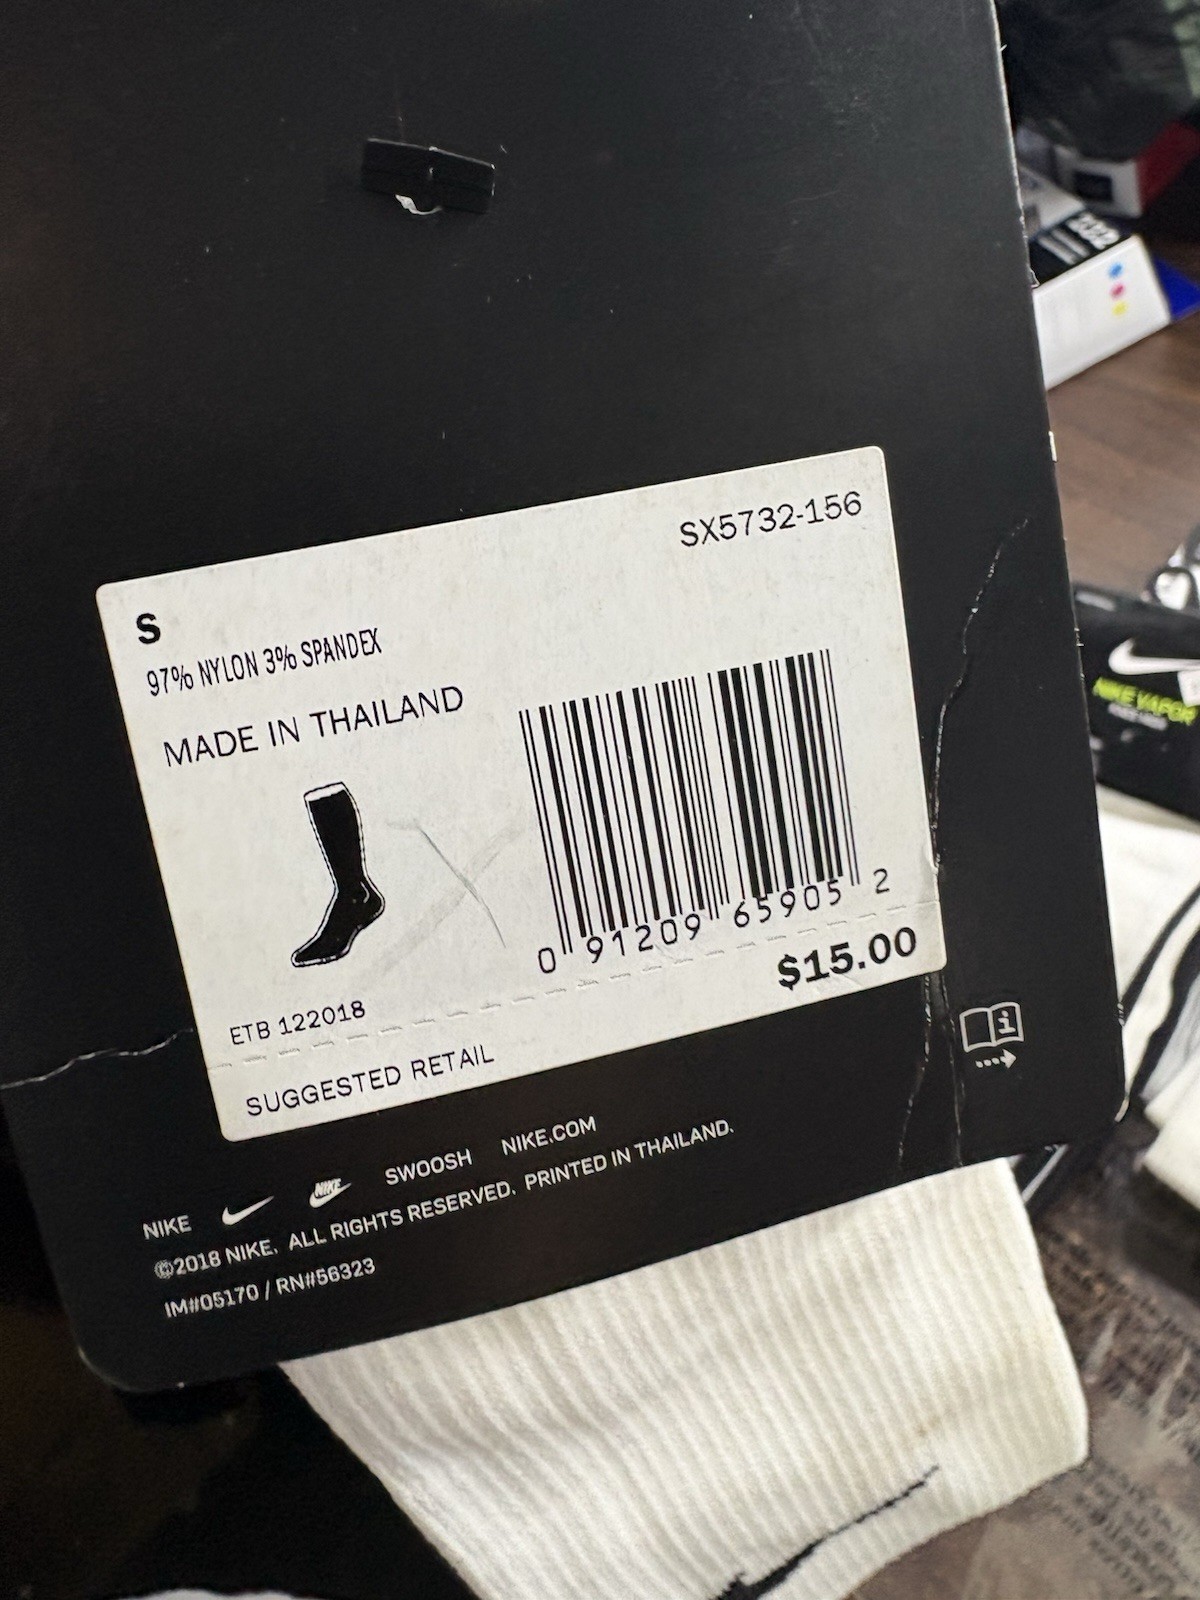 SX5732-156
S
97% NYLON 3% SPANDEX
MADE IN THAILAND
0 91209 65905 2
$15.00
ETB 122018
SUGGESTED RETAIL
NIKE NIKE SWOOSH NIKE.COM
©2018 NIKE. ALL RIGHTS RESERVED. PRINTED IN THAILAND.
IM#05170 / RN#56323
i
NIKE VAPOR